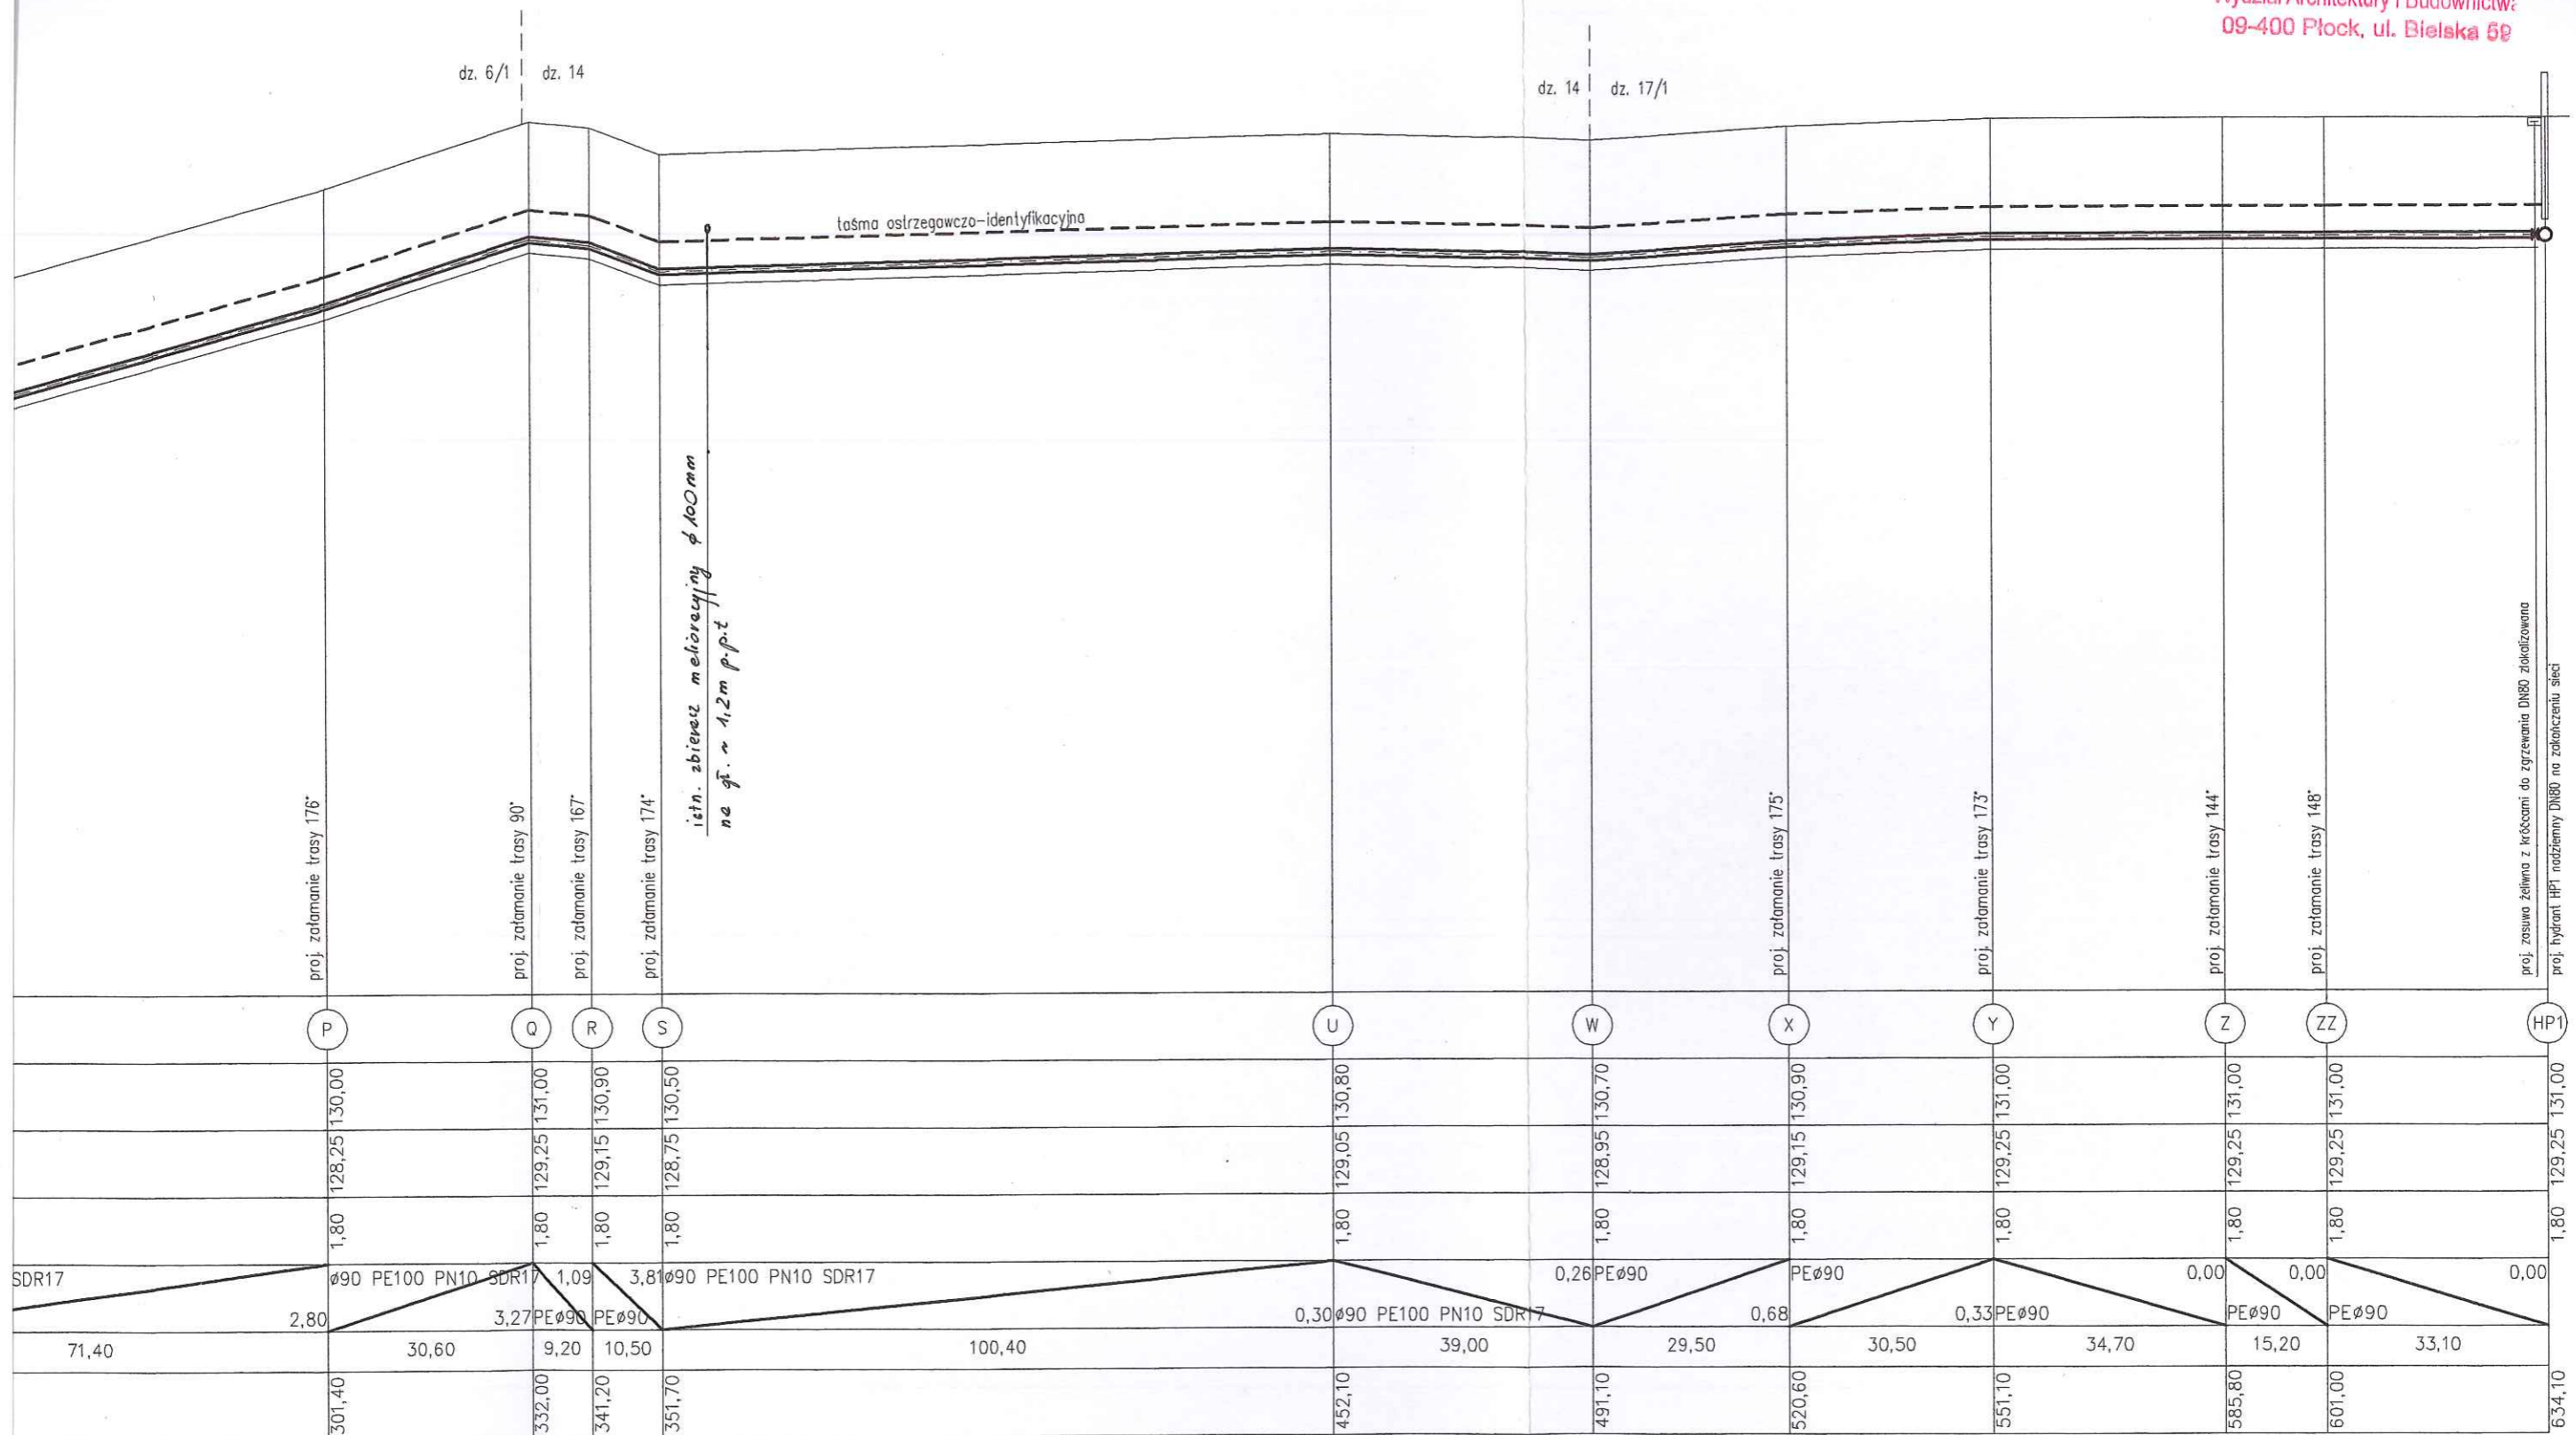 09-400 Płock, ul. Bielska 59
dz. 6/1 dz. 14
dz. 14 dz. 17/1
taśma ostrzegawczo-identyfikacyjna
istn. zbieracz melioracyjny ϕ 100mm
na gł. ~ 1,2m p.p.t
proj. załamanie trasy 176°
proj. załamanie trasy 90°
proj. załamanie trasy 167°
proj. załamanie trasy 174°
proj. załamanie trasy 175°
proj. załamanie trasy 173°
proj. załamanie trasy 144°
proj. załamanie trasy 148°
proj. zasuwa żeliwna z króćcami do zgrzewania DN80 zlokalizowana
proj. hydrant HP1 nadziemny DN80 na zakończeniu sieci
P Q R S U W X Y Z ZZ HP1
130,00 131,00 130,90 130,50 130,80 130,70 130,90 131,00 131,00 131,00 131,00
128,25 129,25 129,15 128,75 129,05 128,95 129,15 129,25 129,25 129,25 129,25
1,80 1,80 1,80 1,80 1,80 1,80 1,80 1,80 1,80 1,80 1,80
SDR17 ø90 PE100 PN10 SDR17 1,09 3,81 ø90 PE100 PN10 SDR17 0,26 PEø90 PEø90 0,00 0,00 0,00
2,80 3,27 PEø90 PEø90 0,30 ø90 PE100 PN10 SDR17 0,68 0,33 PEø90 PEø90 PEø90
71,40 30,60 9,20 10,50 100,40 39,00 29,50 30,50 34,70 15,20 33,10
301,40 332,00 341,20 351,70 452,10 491,10 520,60 551,10 585,80 601,00 634,10